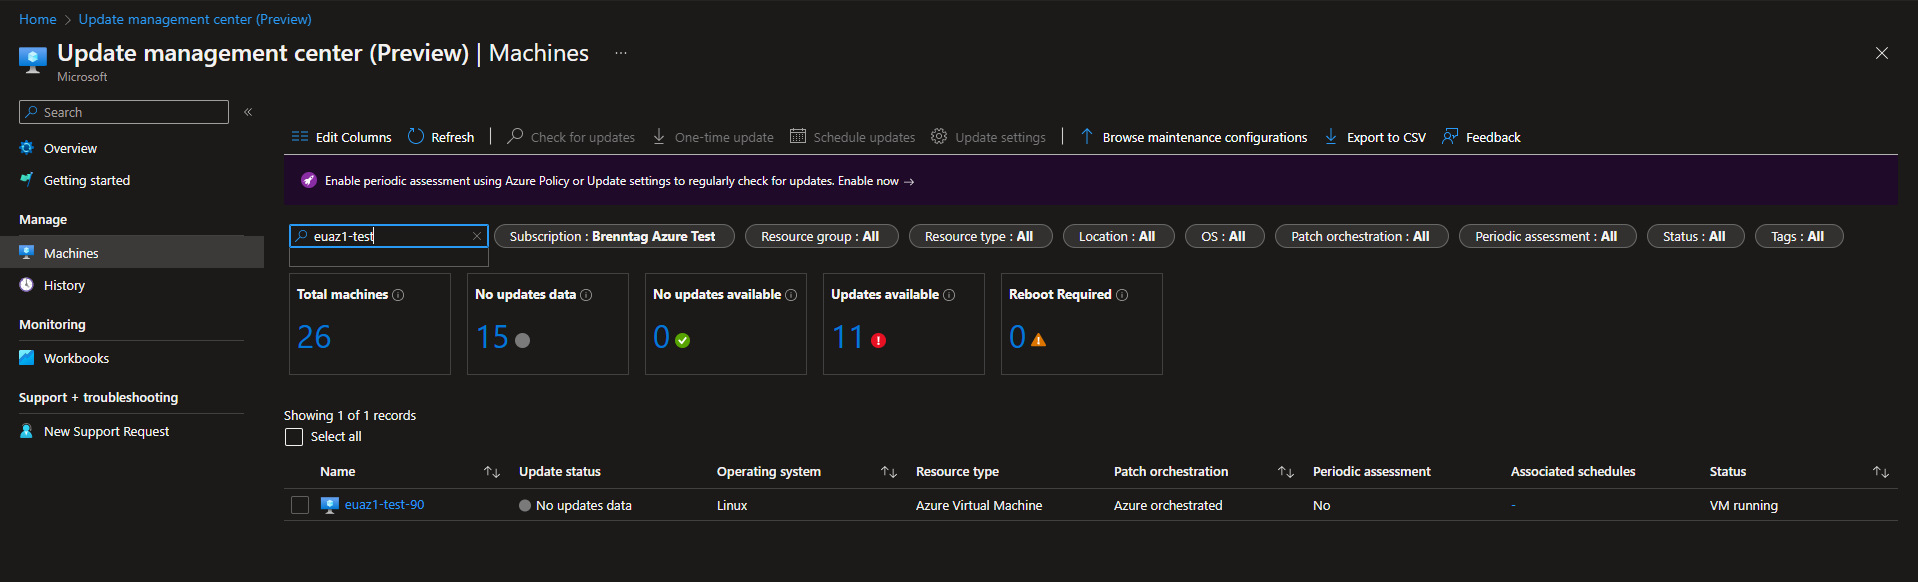 Home > Update management center (Preview)
Update management center (Preview) | Machines ...
Microsoft
Search «
Overview
Getting started
Manage
Machines
History
Monitoring
Workbooks
Support + troubleshooting
New Support Request
Edit Columns Refresh | Check for updates One-time update Schedule updates Update settings | Browse maintenance configurations Export to CSV Feedback
Enable periodic assessment using Azure Policy or Update settings to regularly check for updates. Enable now →
euaz1-test Subscription : Brenntag Azure Test Resource group : All Resource type : All Location : All OS : All Patch orchestration : All Periodic assessment : All Status : All Tags : All
Total machines No updates data No updates available Updates available Reboot Required
26 15 0 11 0
Showing 1 of 1 records
Select all
Name Update status Operating system Resource type Patch orchestration Periodic assessment Associated schedules Status
euaz1-test-90 No updates data Linux Azure Virtual Machine Azure orchestrated No - VM running